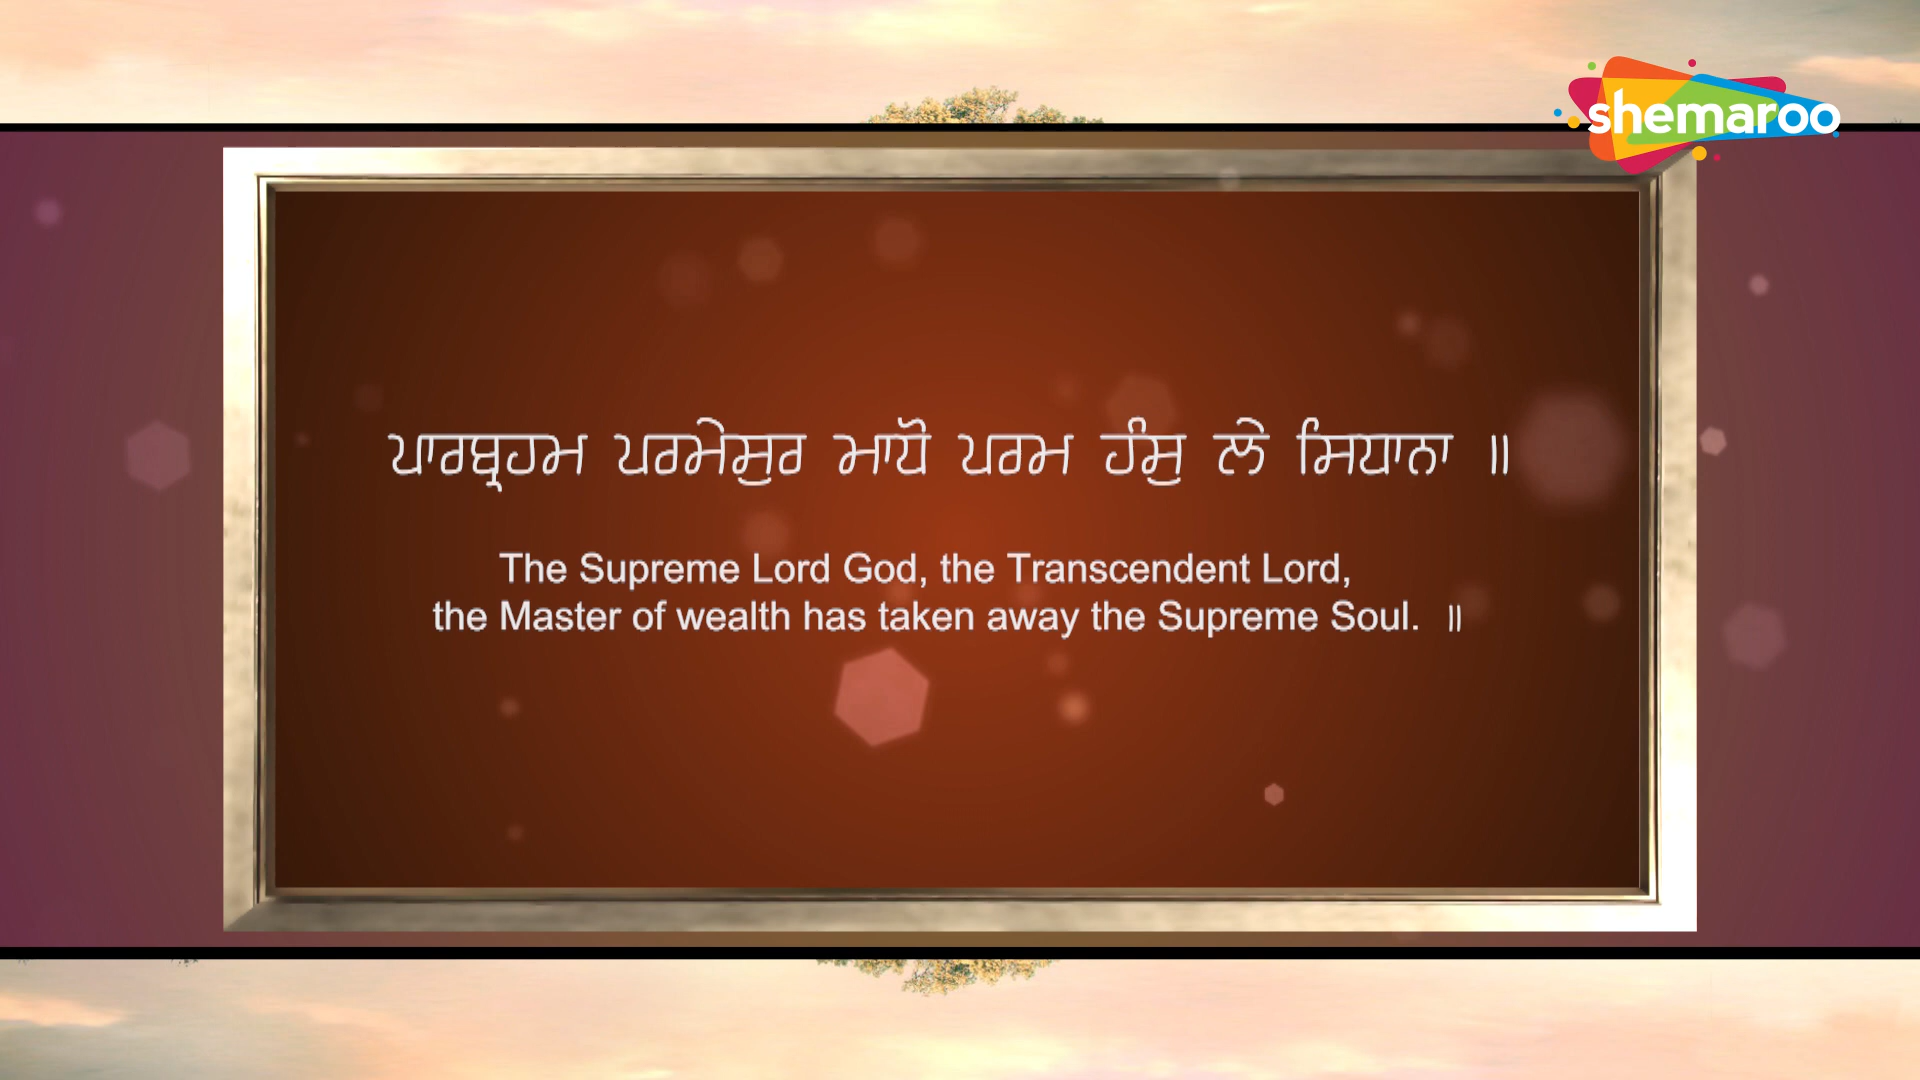 shemaroo
ਪਾਰਬ੍ਰਹਮ ਪਰਮੇਸੁਰ ਮਾਧੋ ਪਰਮ ਹੰਸੁ ਲੇ ਸਿਧਾਨਾ ॥
The Supreme Lord God, the Transcendent Lord,
the Master of wealth has taken away the Supreme Soul. ॥